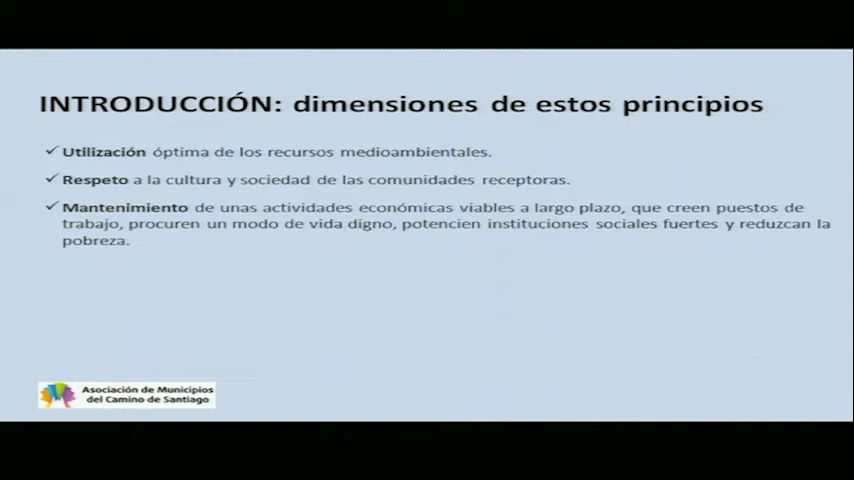 INTRODUCCIÓN: dimensiones de estos principios
✓ Utilización óptima de los recursos medioambientales.
✓ Respeto a la cultura y sociedad de las comunidades receptoras.
✓ Mantenimiento de unas actividades económicas viables a largo plazo, que creen puestos de
trabajo, procuren un modo de vida digno, potencien instituciones sociales fuertes y reduzcan la
pobreza.
Asociación de Municipios
del Camino de Santiago